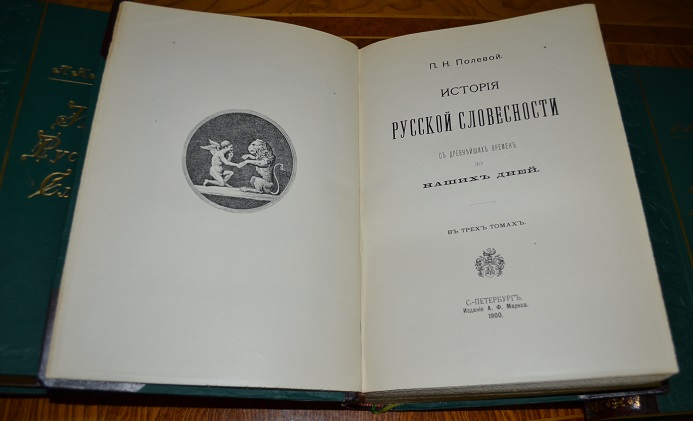 П. Н. Полевой.
ИСТОРІЯ
РУССКОЙ СЛОВЕСНОСТИ
СЪ ДРЕВНѢЙШИХЪ ВРЕМЕНЪ
ДО
НАШИХЪ ДНЕЙ.
ВЪ ТРЕХЪ ТОМАХЪ.
С.-ПЕТЕРБУРГЪ.
Изданіе А. Ф. Маркса.
1900.